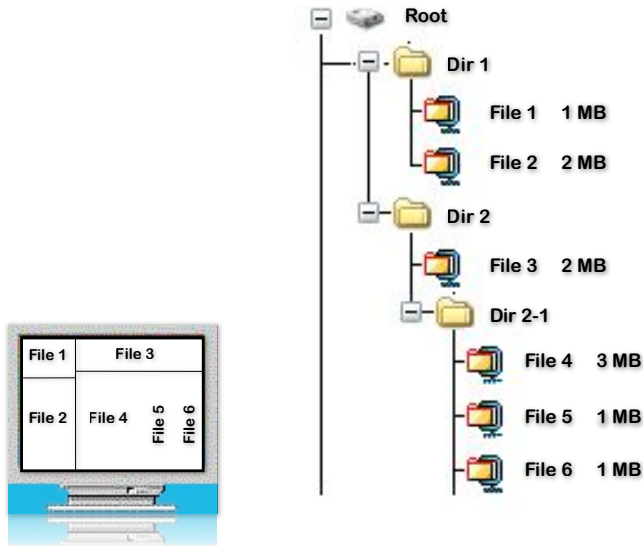 Root
Dir 1
File 1 1 MB
File 2 2 MB
Dir 2
File 3 2 MB
Dir 2-1
File 4 3 MB
File 5 1 MB
File 6 1 MB
File 1
File 3
File 2
File 4
File 5
File 6